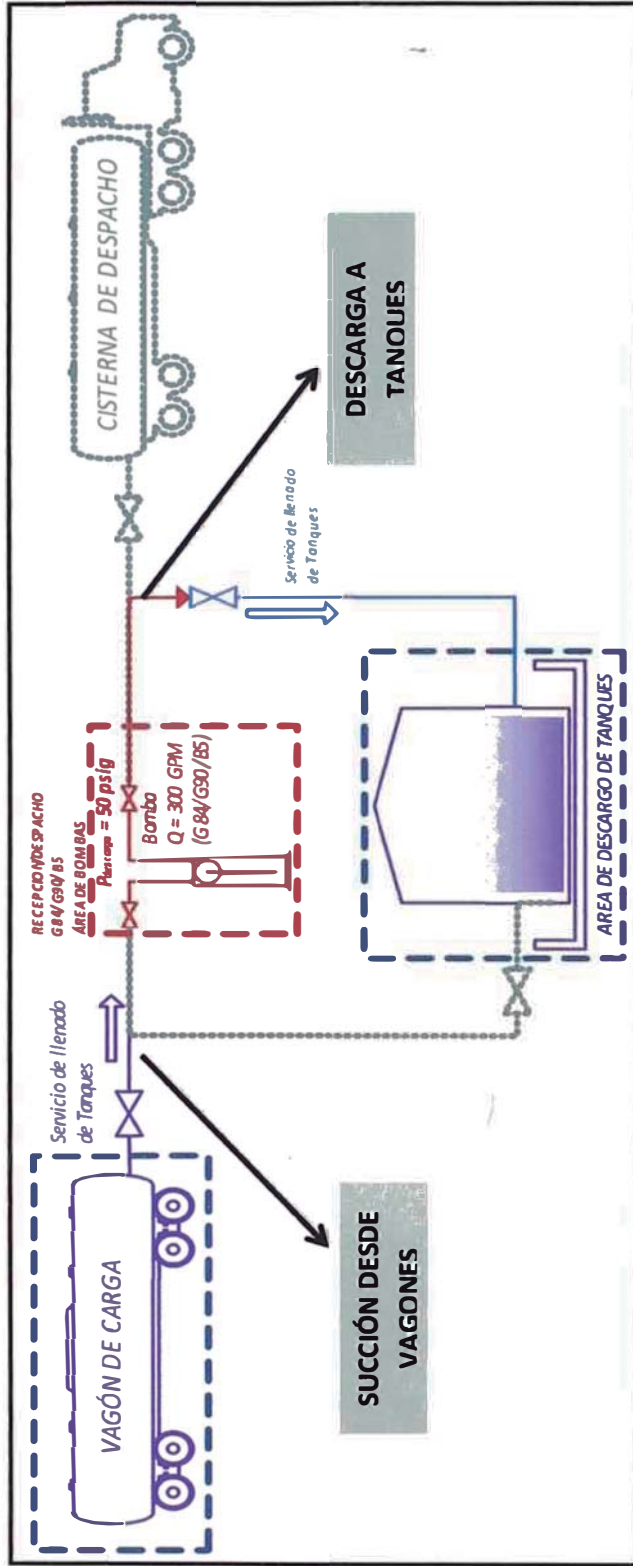 VAGÓN DE CARGA
Servicio de llenado
de Tanques
RECEPCION/DESPACHO
G84/G90/B5
ÁREA DE BOMBAS
Pdescarga = 50 psig
Bomba
Q = 300 GPM
(G84/G90/B5)
CISTERNA DE DESPACHO
SUCCIÓN DESDE
VAGONES
Servicio de llenado
de Tanques
DESCARGA A
TANQUES
AREA DE DESCARGO DE TANQUES